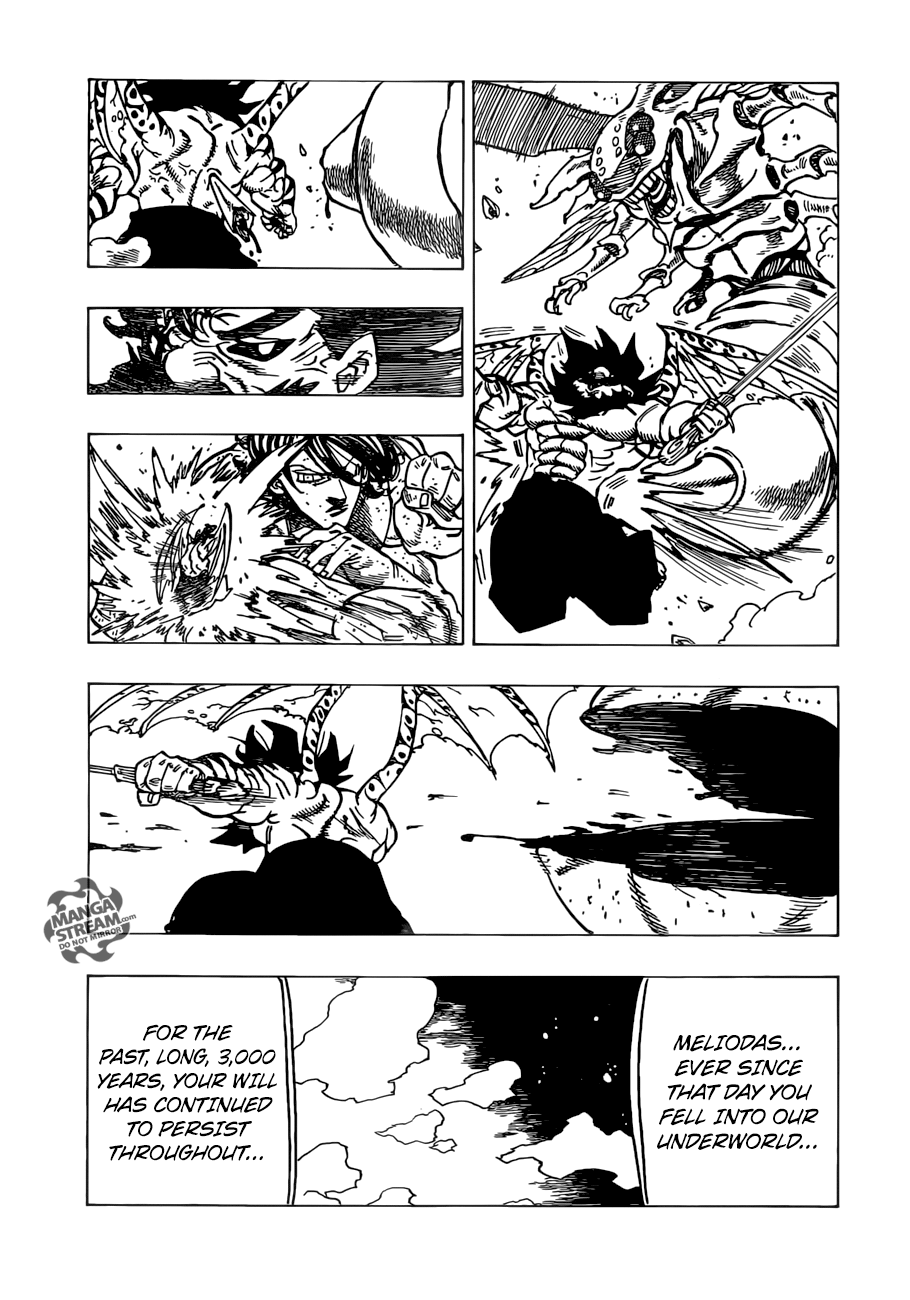 MELIODAS...
EVER SINCE
THAT DAY YOU
FELL INTO OUR
UNDERWORLD...
FOR THE
PAST, LONG, 3,000
YEARS, YOUR WILL
HAS CONTINUED
TO PERSIST
THROUGHOUT...
MANGA
STREAM.com
DO NOT MIRROR